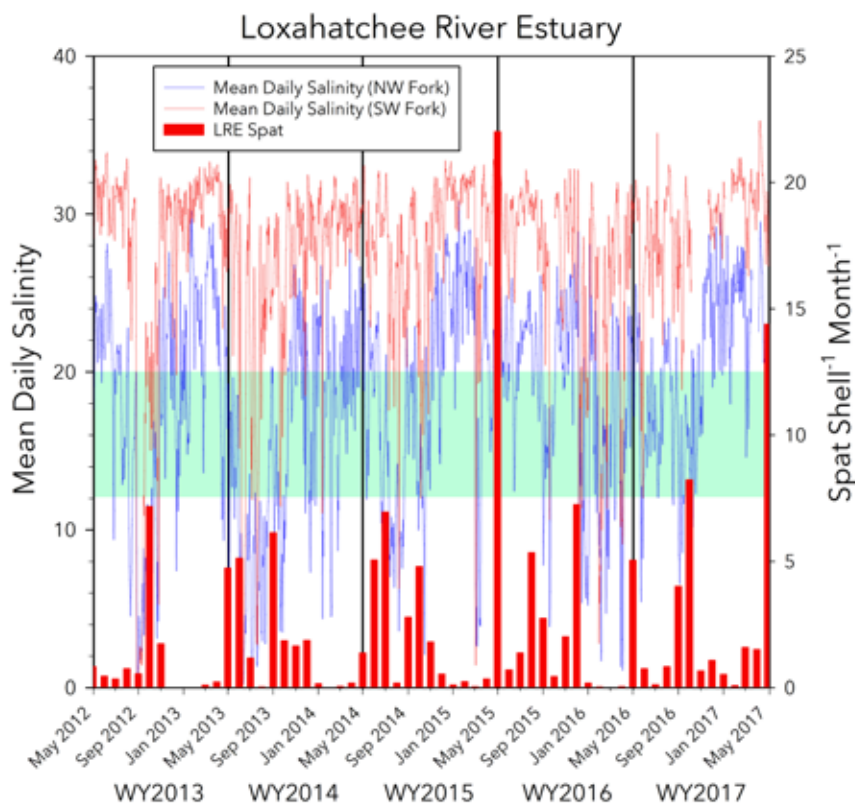 Loxahatchee River Estuary
Mean Daily Salinity (NW Fork)
Mean Daily Salinity (SW Fork)
LRE Spat
40
30
20
10
0
Mean Daily Salinity
25
20
15
10
5
0
Spat Shell⁻¹ Month⁻¹
May 2012
Sep 2012
Jan 2013
May 2013
Sep 2013
Jan 2014
May 2014
Sep 2014
Jan 2015
May 2015
Sep 2015
Jan 2016
May 2016
Sep 2016
Jan 2017
May 2017
WY2013 WY2014 WY2015 WY2016 WY2017